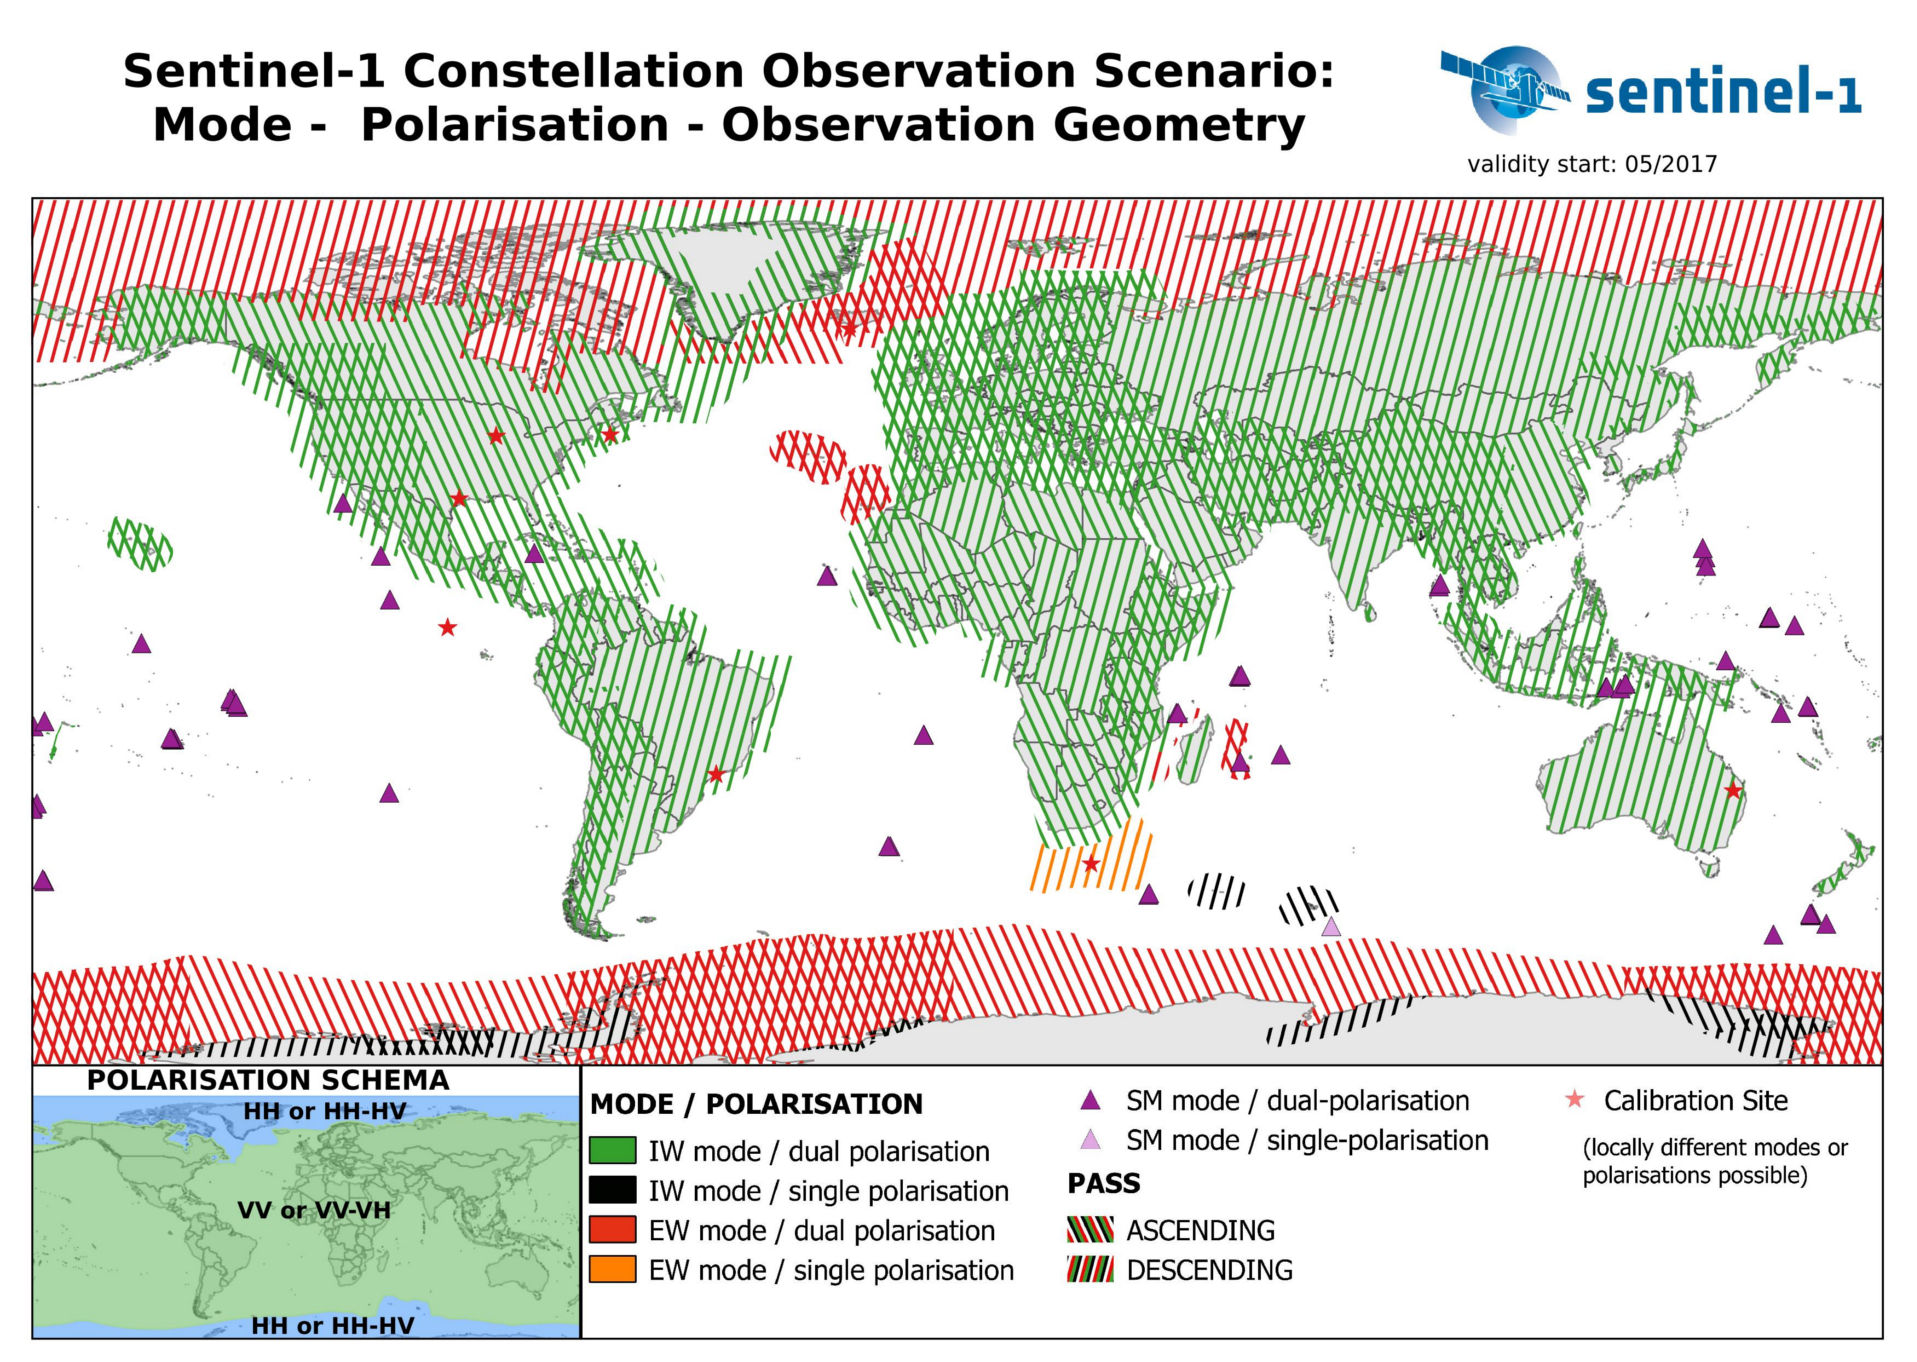 Sentinel-1 Constellation Observation Scenario:
Mode - Polarisation - Observation Geometry
sentinel-1
validity start: 05/2017
POLARISATION SCHEMA
HH or HH-HV
VV or VV-VH
HH or HH-HV
MODE / POLARISATION
IW mode / dual polarisation
IW mode / single polarisation
EW mode / dual polarisation
EW mode / single polarisation
SM mode / dual-polarisation
SM mode / single-polarisation
PASS
ASCENDING
DESCENDING
Calibration Site
(locally different modes or
polarisations possible)